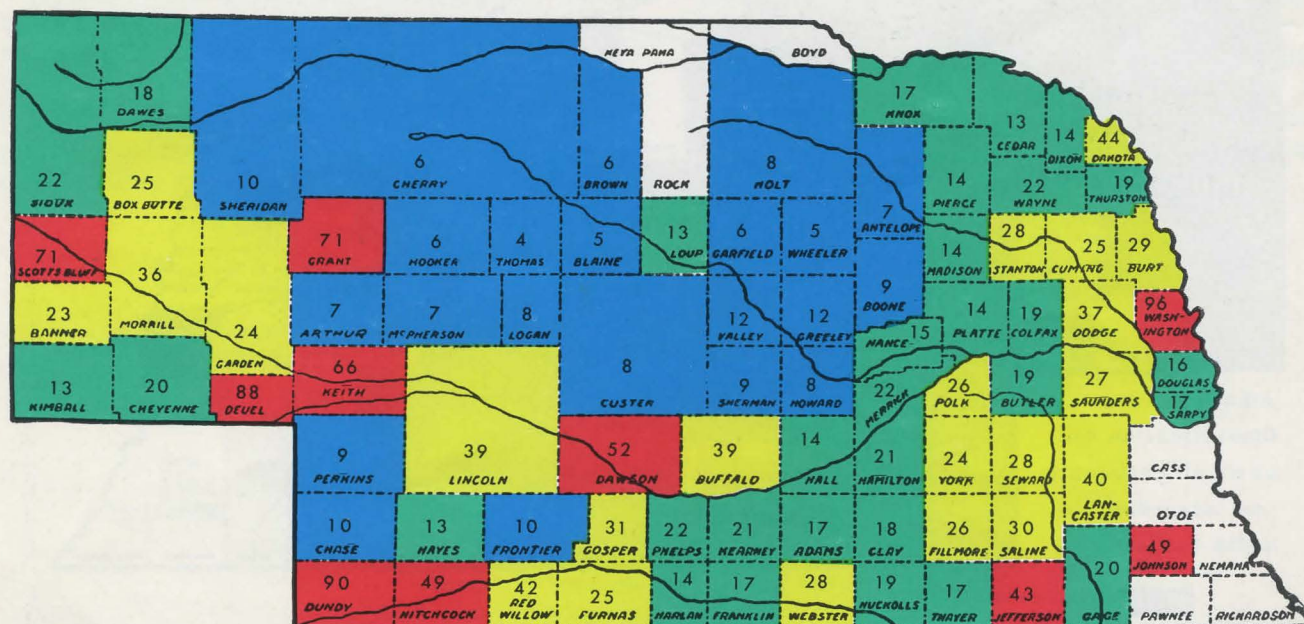 KEYA PAHA
BOYD
18
DAWES
17
KNOX
13
CEDAR
14
DIXON
44
DAKOTA
22
SIOUX
25
BOX BUTTE
10
SHERIDAN
6
CHERRY
6
BROWN
ROCK
8
HOLT
7
ANTELOPE
14
PIERCE
22
WAYNE
19
THURSTON
71
SCOTTS BLUFF
36
MORRILL
24
GARDEN
71
GRANT
6
HOOKER
4
THOMAS
5
BLAINE
13
LOUP
6
GARFIELD
5
WHEELER
14
MADISON
28
STANTON
25
CUMING
29
BURT
23
BANNER
7
ARTHUR
7
McPHERSON
8
LOGAN
8
CUSTER
12
VALLEY
12
GREELEY
9
BOONE
15
NANCE
14
PLATTE
19
COLFAX
37
DODGE
96
WASH-
INGTON
13
KIMBALL
20
CHEYENNE
88
DEUEL
66
KEITH
9
SHERMAN
8
HOWARD
22
MERRICK
26
POLK
19
BUTLER
27
SAUNDERS
16
DOUGLAS
17
SARPY
9
PERKINS
39
LINCOLN
52
DAWSON
39
BUFFALO
14
HALL
21
HAMILTON
24
YORK
28
SEWARD
40
LAN-
CASTER
CASS
OTOE
10
CHASE
13
HAYES
10
FRONTIER
31
GOSPER
22
PHELPS
21
KEARNEY
17
ADAMS
18
CLAY
26
FILLMORE
30
SALINE
20
GAGE
49
JOHNSON
NEMAHA
90
DUNDY
49
HITCHCOCK
42
RED
WILLOW
25
FURNAS
14
HARLAN
17
FRANKLIN
28
WEBSTER
19
NUCKOLLS
17
THAYER
43
JEFFERSON
PAWNEE
RICHARDSON